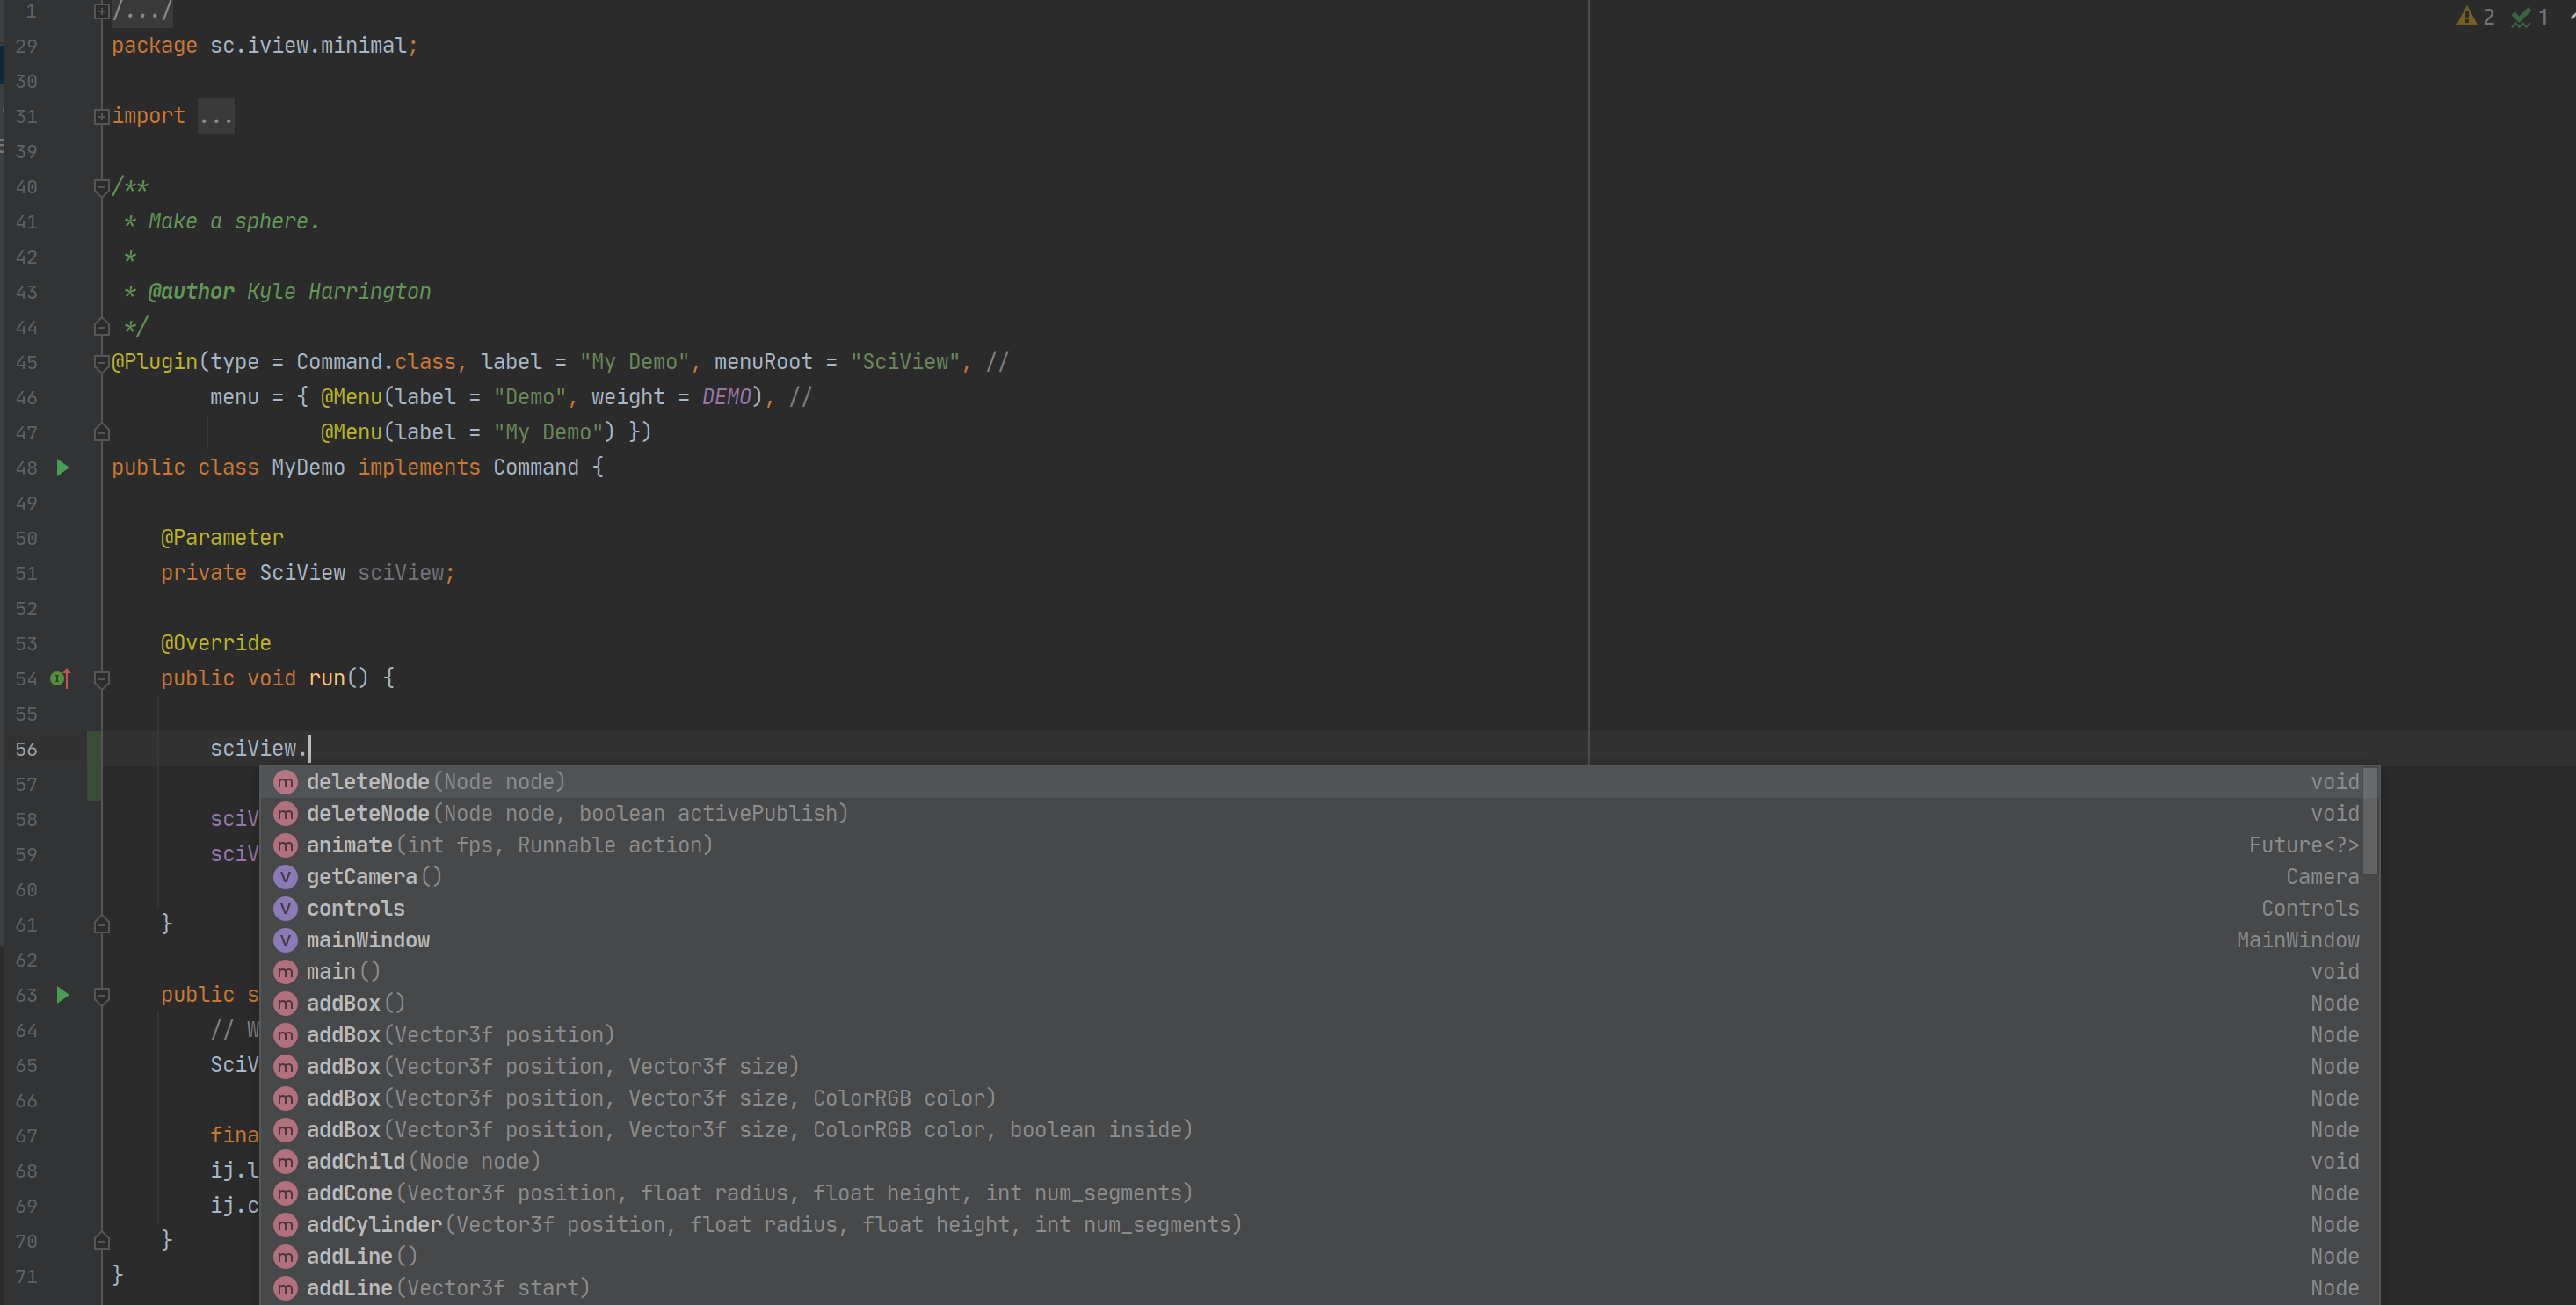 1 /.../
29 package sc.iview.minimal;
30
31 import ...
39
40 /**
41 * Make a sphere.
42 *
43 * @author Kyle Harrington
44 */
45 @Plugin(type = Command.class, label = "My Demo", menuRoot = "SciView", //
46 menu = { @Menu(label = "Demo", weight = DEMO), //
47 @Menu(label = "My Demo") })
48 public class MyDemo implements Command {
49
50 @Parameter
51 private SciView sciView;
52
53 @Override
54 public void run() {
55
56 sciView.
57
58 sciV
59 sciV
60
61 }
62
63 public s
64 // W
65 SciV
66
67 fina
68 ij.l
69 ij.c
70 }
71 }
2 1
m deleteNode(Node node) void
m deleteNode(Node node, boolean activePublish) void
m animate(int fps, Runnable action) Future<?>
v getCamera() Camera
v controls Controls
v mainWindow MainWindow
m main() void
m addBox() Node
m addBox(Vector3f position) Node
m addBox(Vector3f position, Vector3f size) Node
m addBox(Vector3f position, Vector3f size, ColorRGB color) Node
m addBox(Vector3f position, Vector3f size, ColorRGB color, boolean inside) Node
m addChild(Node node) void
m addCone(Vector3f position, float radius, float height, int num_segments) Node
m addCylinder(Vector3f position, float radius, float height, int num_segments) Node
m addLine() Node
m addLine(Vector3f start) Node